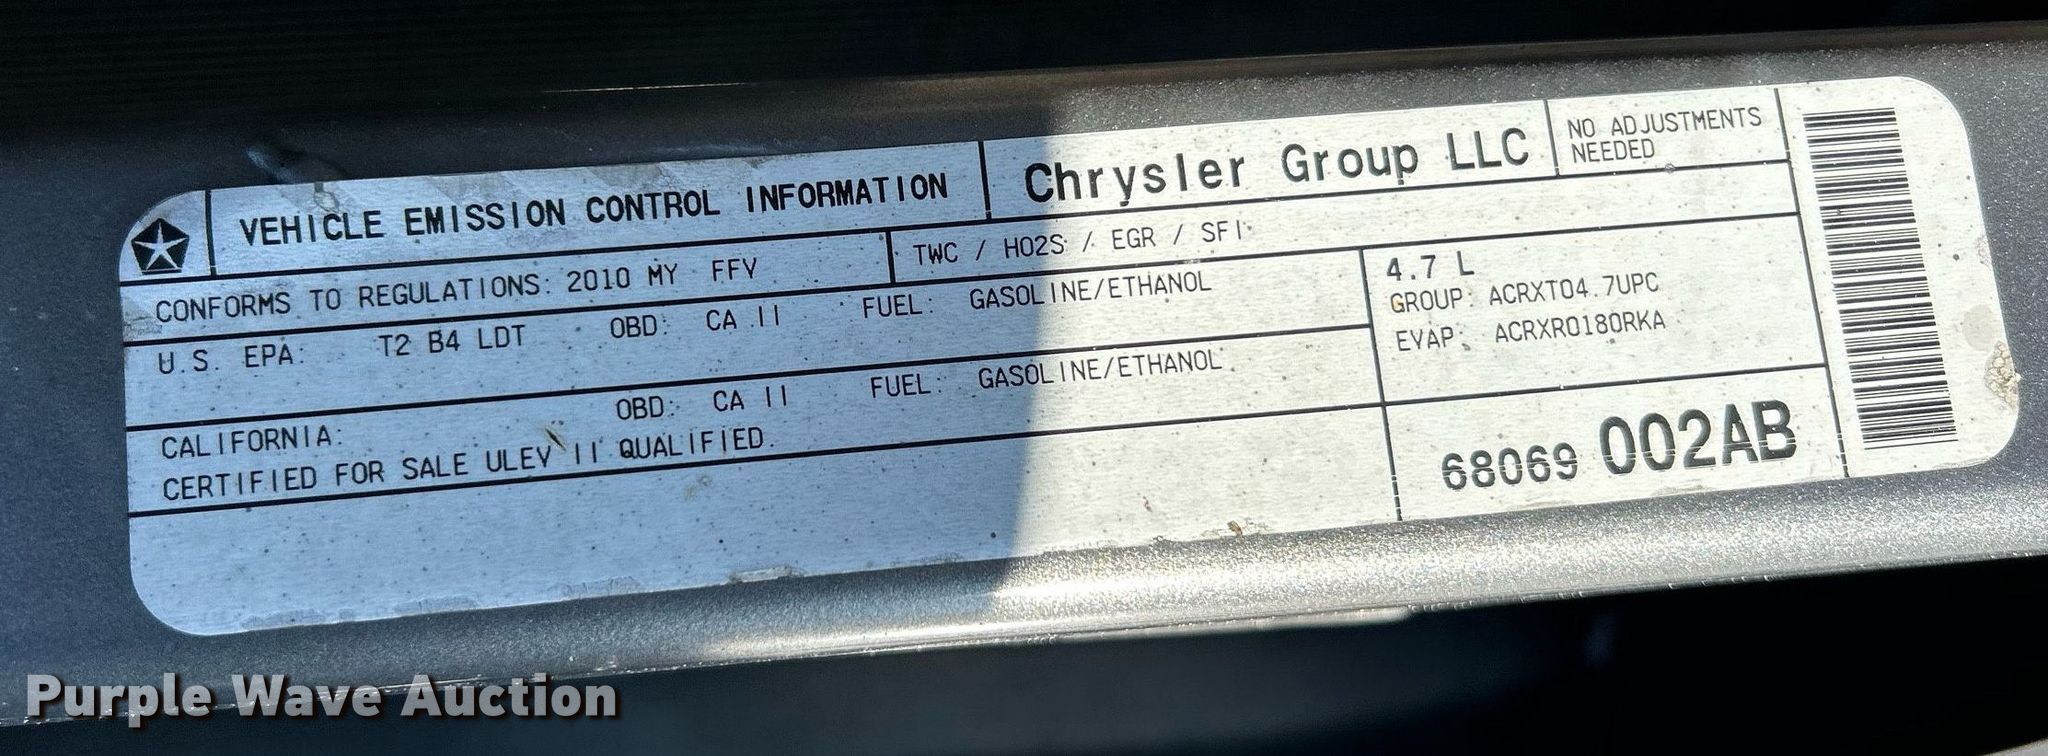 VEHICLE EMISSION CONTROL INFORMATION
Chrysler Group LLC
NO ADJUSTMENTS
NEEDED
CONFORMS TO REGULATIONS: 2010 MY FFV
TWC / HO2S / EGR / SFI
U.S. EPA: T2 B4 LDT OBD: CA II FUEL: GASOLINE/ETHANOL
4.7 L
GROUP: ACRXT04.7UPC
EVAP: ACRXR0180RKA
CALIFORNIA: OBD: CA II FUEL: GASOLINE/ETHANOL
CERTIFIED FOR SALE ULEV II QUALIFIED.
68069 002AB
Purple Wave Auction